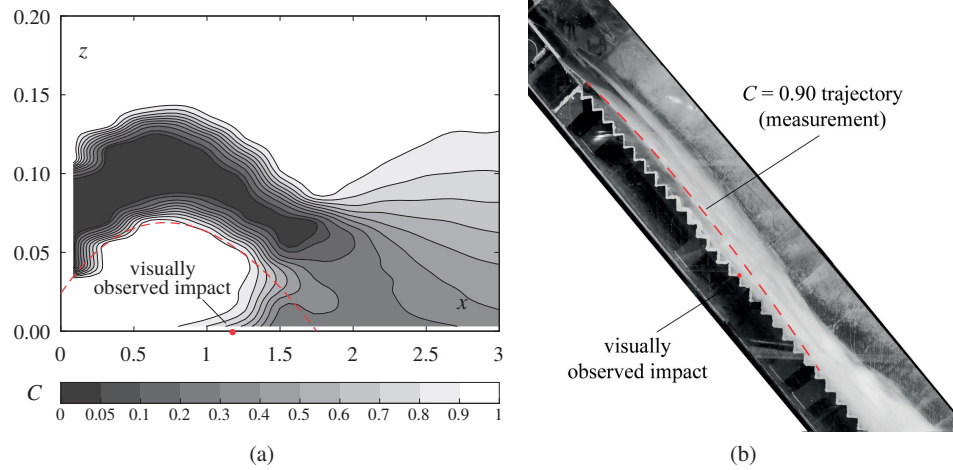 0.20
z
0.15
0.10
0.05
visually
observed impact
x
0.00
0 0.5 1 1.5 2 2.5 3
C
0 0.05 0.1 0.2 0.3 0.4 0.5 0.6 0.7 0.8 0.9 1
(a)
C = 0.90 trajectory
(measurement)
visually
observed impact
(b)